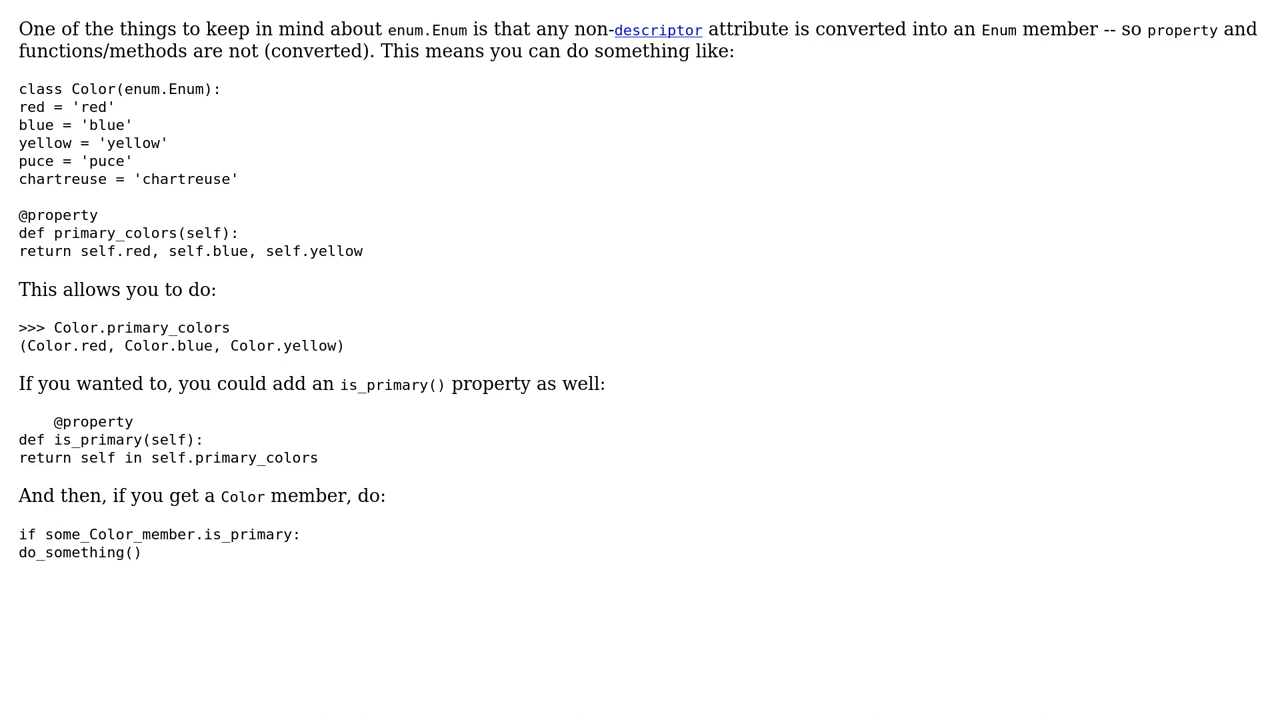 One of the things to keep in mind about enum.Enum is that any non-descriptor attribute is converted into an Enum member -- so property and
functions/methods are not (converted). This means you can do something like:
class Color(enum.Enum):
red = 'red'
blue = 'blue'
yellow = 'yellow'
puce = 'puce'
chartreuse = 'chartreuse'
@property
def primary_colors(self):
return self.red, self.blue, self.yellow
This allows you to do:
>>> Color.primary_colors
(Color.red, Color.blue, Color.yellow)
If you wanted to, you could add an is_primary() property as well:
    @property
def is_primary(self):
return self in self.primary_colors
And then, if you get a Color member, do:
if some_Color_member.is_primary:
do_something()